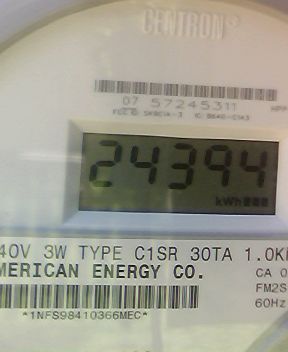 CENTRON®
07 57245311
24394
kWh
40V 3W TYPE C1SR 30TA 1.0K
MERICAN ENERGY CO.
CA 0
FM2S
60Hz
*1NFS98410366MEC*